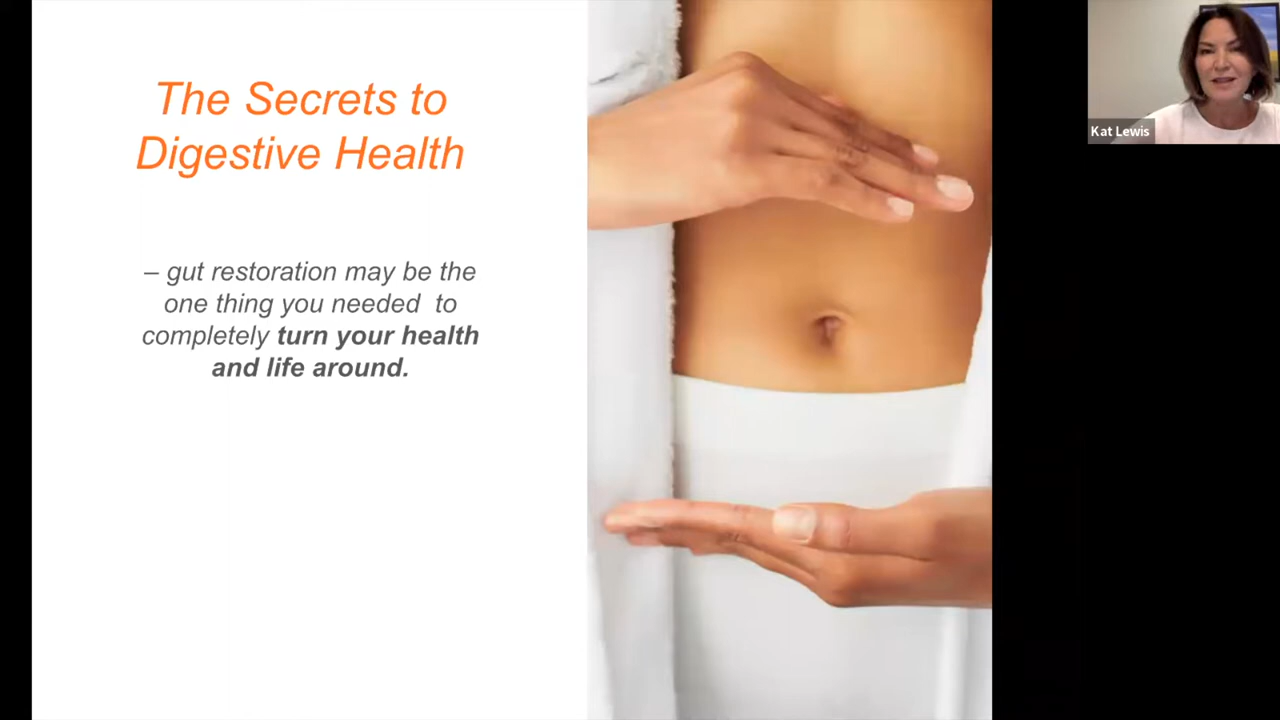 The Secrets to
Digestive Health
– gut restoration may be the
one thing you needed  to
completely turn your health
and life around.
Kat Lewis